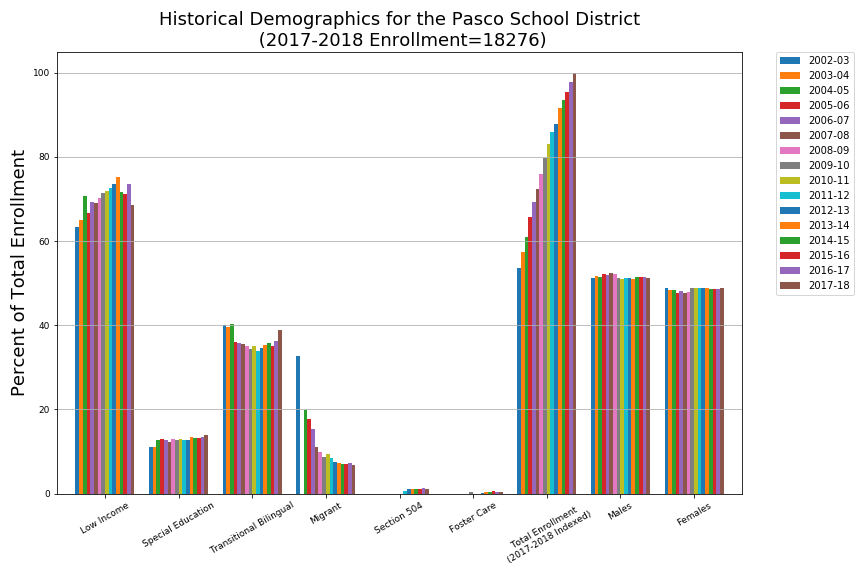 Historical Demographics for the Pasco School District
(2017-2018 Enrollment=18276)
Percent of Total Enrollment
100
80
60
40
20
0
Low Income
Special Education
Transitional Bilingual
Migrant
Section 504
Foster Care
Total Enrollment
(2017-2018 Indexed)
Males
Females
2002-03
2003-04
2004-05
2005-06
2006-07
2007-08
2008-09
2009-10
2010-11
2011-12
2012-13
2013-14
2014-15
2015-16
2016-17
2017-18